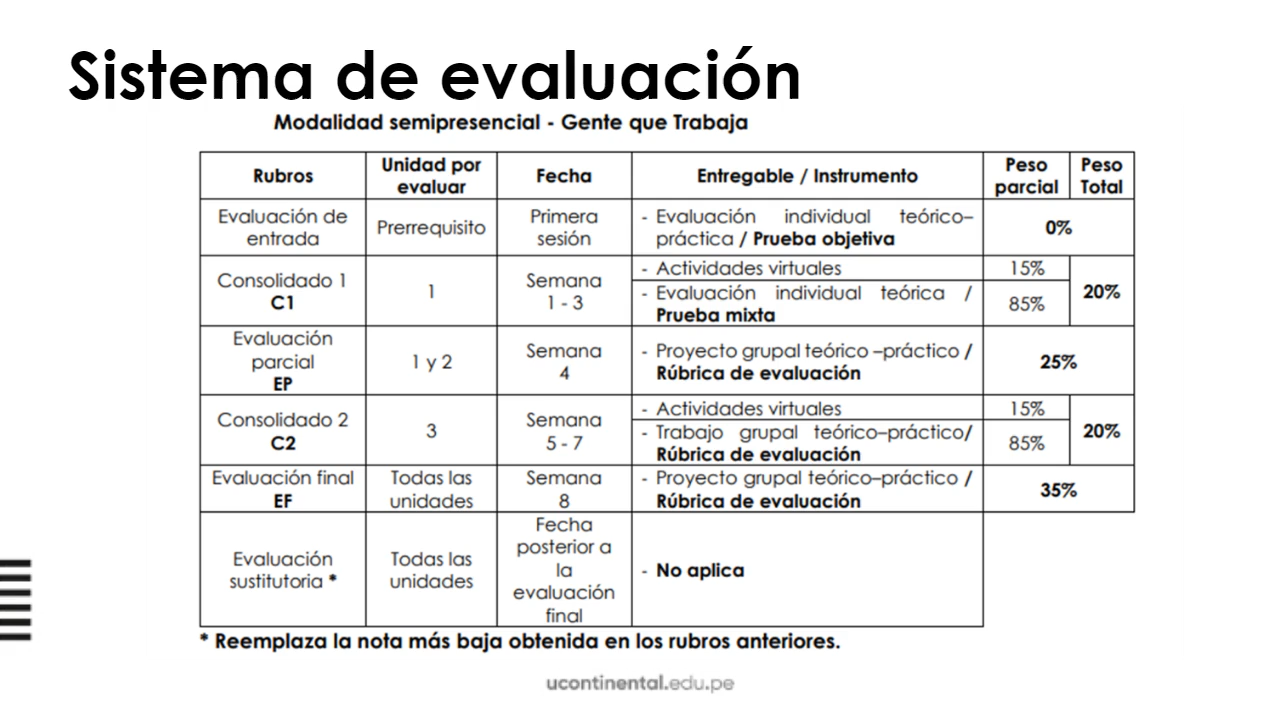 Sistema de evaluación
Modalidad semipresencial - Gente que Trabaja
Rubros
Unidad por
evaluar
Fecha
Entregable / Instrumento
Peso
parcial
Peso
Total
Evaluación de
entrada
Prerrequisito
Primera
sesión
- Evaluación individual teórico–
práctica / Prueba objetiva
0%
Consolidado 1
C1
1
Semana
1 - 3
- Actividades virtuales
15%
- Evaluación individual teórica /
Prueba mixta
85%
20%
Evaluación
parcial
EP
1 y 2
Semana
4
- Proyecto grupal teórico –práctico /
Rúbrica de evaluación
25%
Consolidado 2
C2
3
Semana
5 - 7
- Actividades virtuales
15%
- Trabajo grupal teórico–práctico/
Rúbrica de evaluación
85%
20%
Evaluación final
EF
Todas las
unidades
Semana
8
- Proyecto grupal teórico–práctico /
Rúbrica de evaluación
35%
Evaluación
sustitutoria *
Todas las
unidades
Fecha
posterior a
la
evaluación
final
- No aplica
* Reemplaza la nota más baja obtenida en los rubros anteriores.
ucontinental.edu.pe